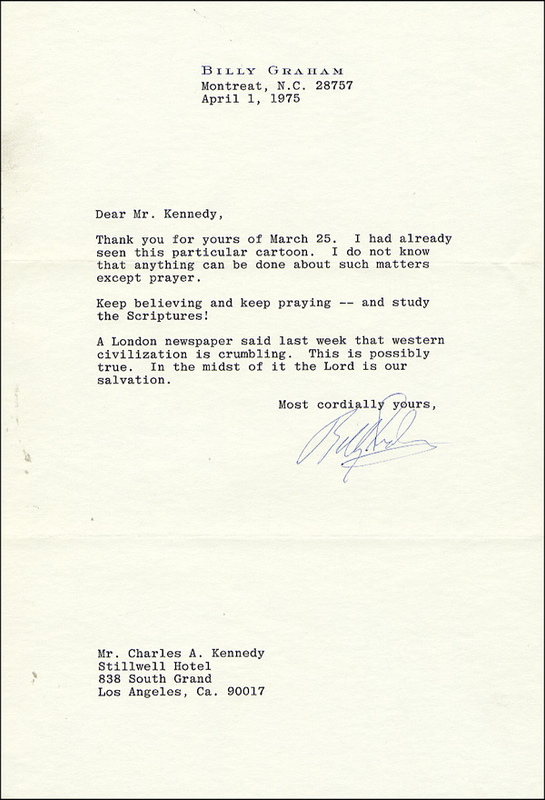 BILLY GRAHAM
Montreat, N.C. 28757
April 1, 1975
Dear Mr. Kennedy,
Thank you for yours of March 25. I had already
seen this particular cartoon. I do not know
that anything can be done about such matters
except prayer.
Keep believing and keep praying -- and study
the Scriptures!
A London newspaper said last week that western
civilization is crumbling. This is possibly
true. In the midst of it the Lord is our
salvation.
Most cordially yours,
Billy Graham
Mr. Charles A. Kennedy
Stillwell Hotel
838 South Grand
Los Angeles, Ca. 90017